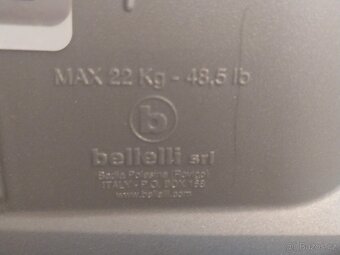 MAX 22 Kg - 48,5 lb
b
bellelli srl
Badia Polesine (Rovigo)
ITALY - P.O. BOX 188
www.bellelli.com